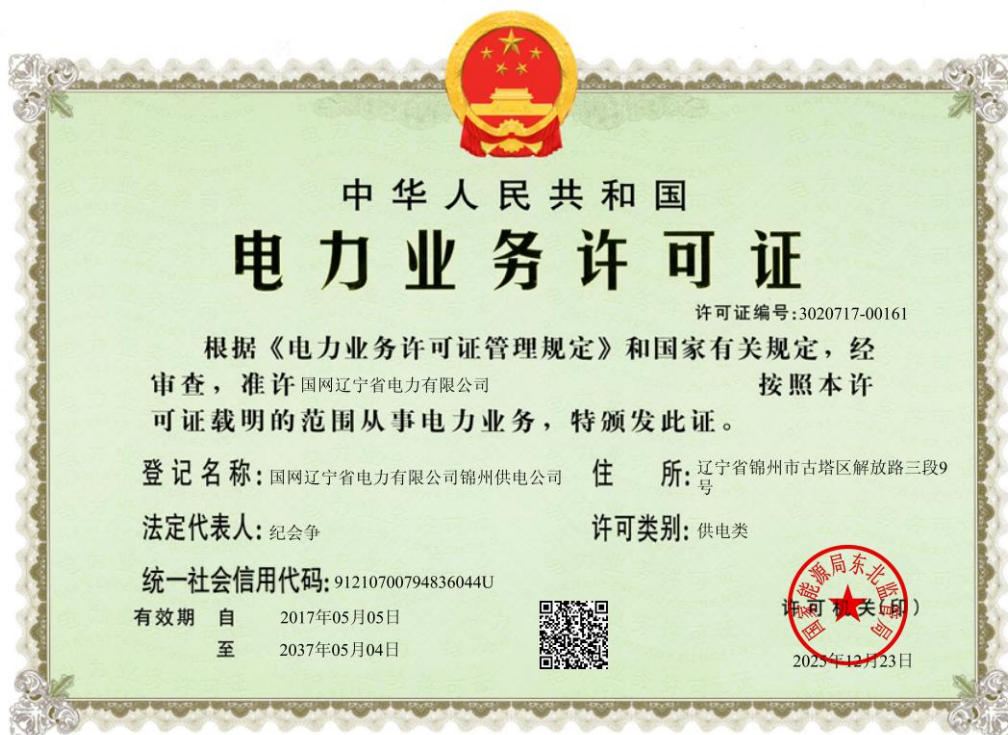 中华人民共和国
电力业务许可证
许可证编号:3020717-00161
根据《电力业务许可证管理规定》和国家有关规定，经
审查，准许国网辽宁省电力有限公司 按照本许
可证载明的范围从事电力业务，特颁发此证。
登记名称:国网辽宁省电力有限公司锦州供电公司
住 所:辽宁省锦州市古塔区解放路三段9
号
法定代表人:纪会争
许可类别:供电类
统一社会信用代码:91210700794836044U
有效期 自 2017年05月05日
至 2037年05月04日
许可机关(印)
国家能源局东北监管局
2025年12月23日